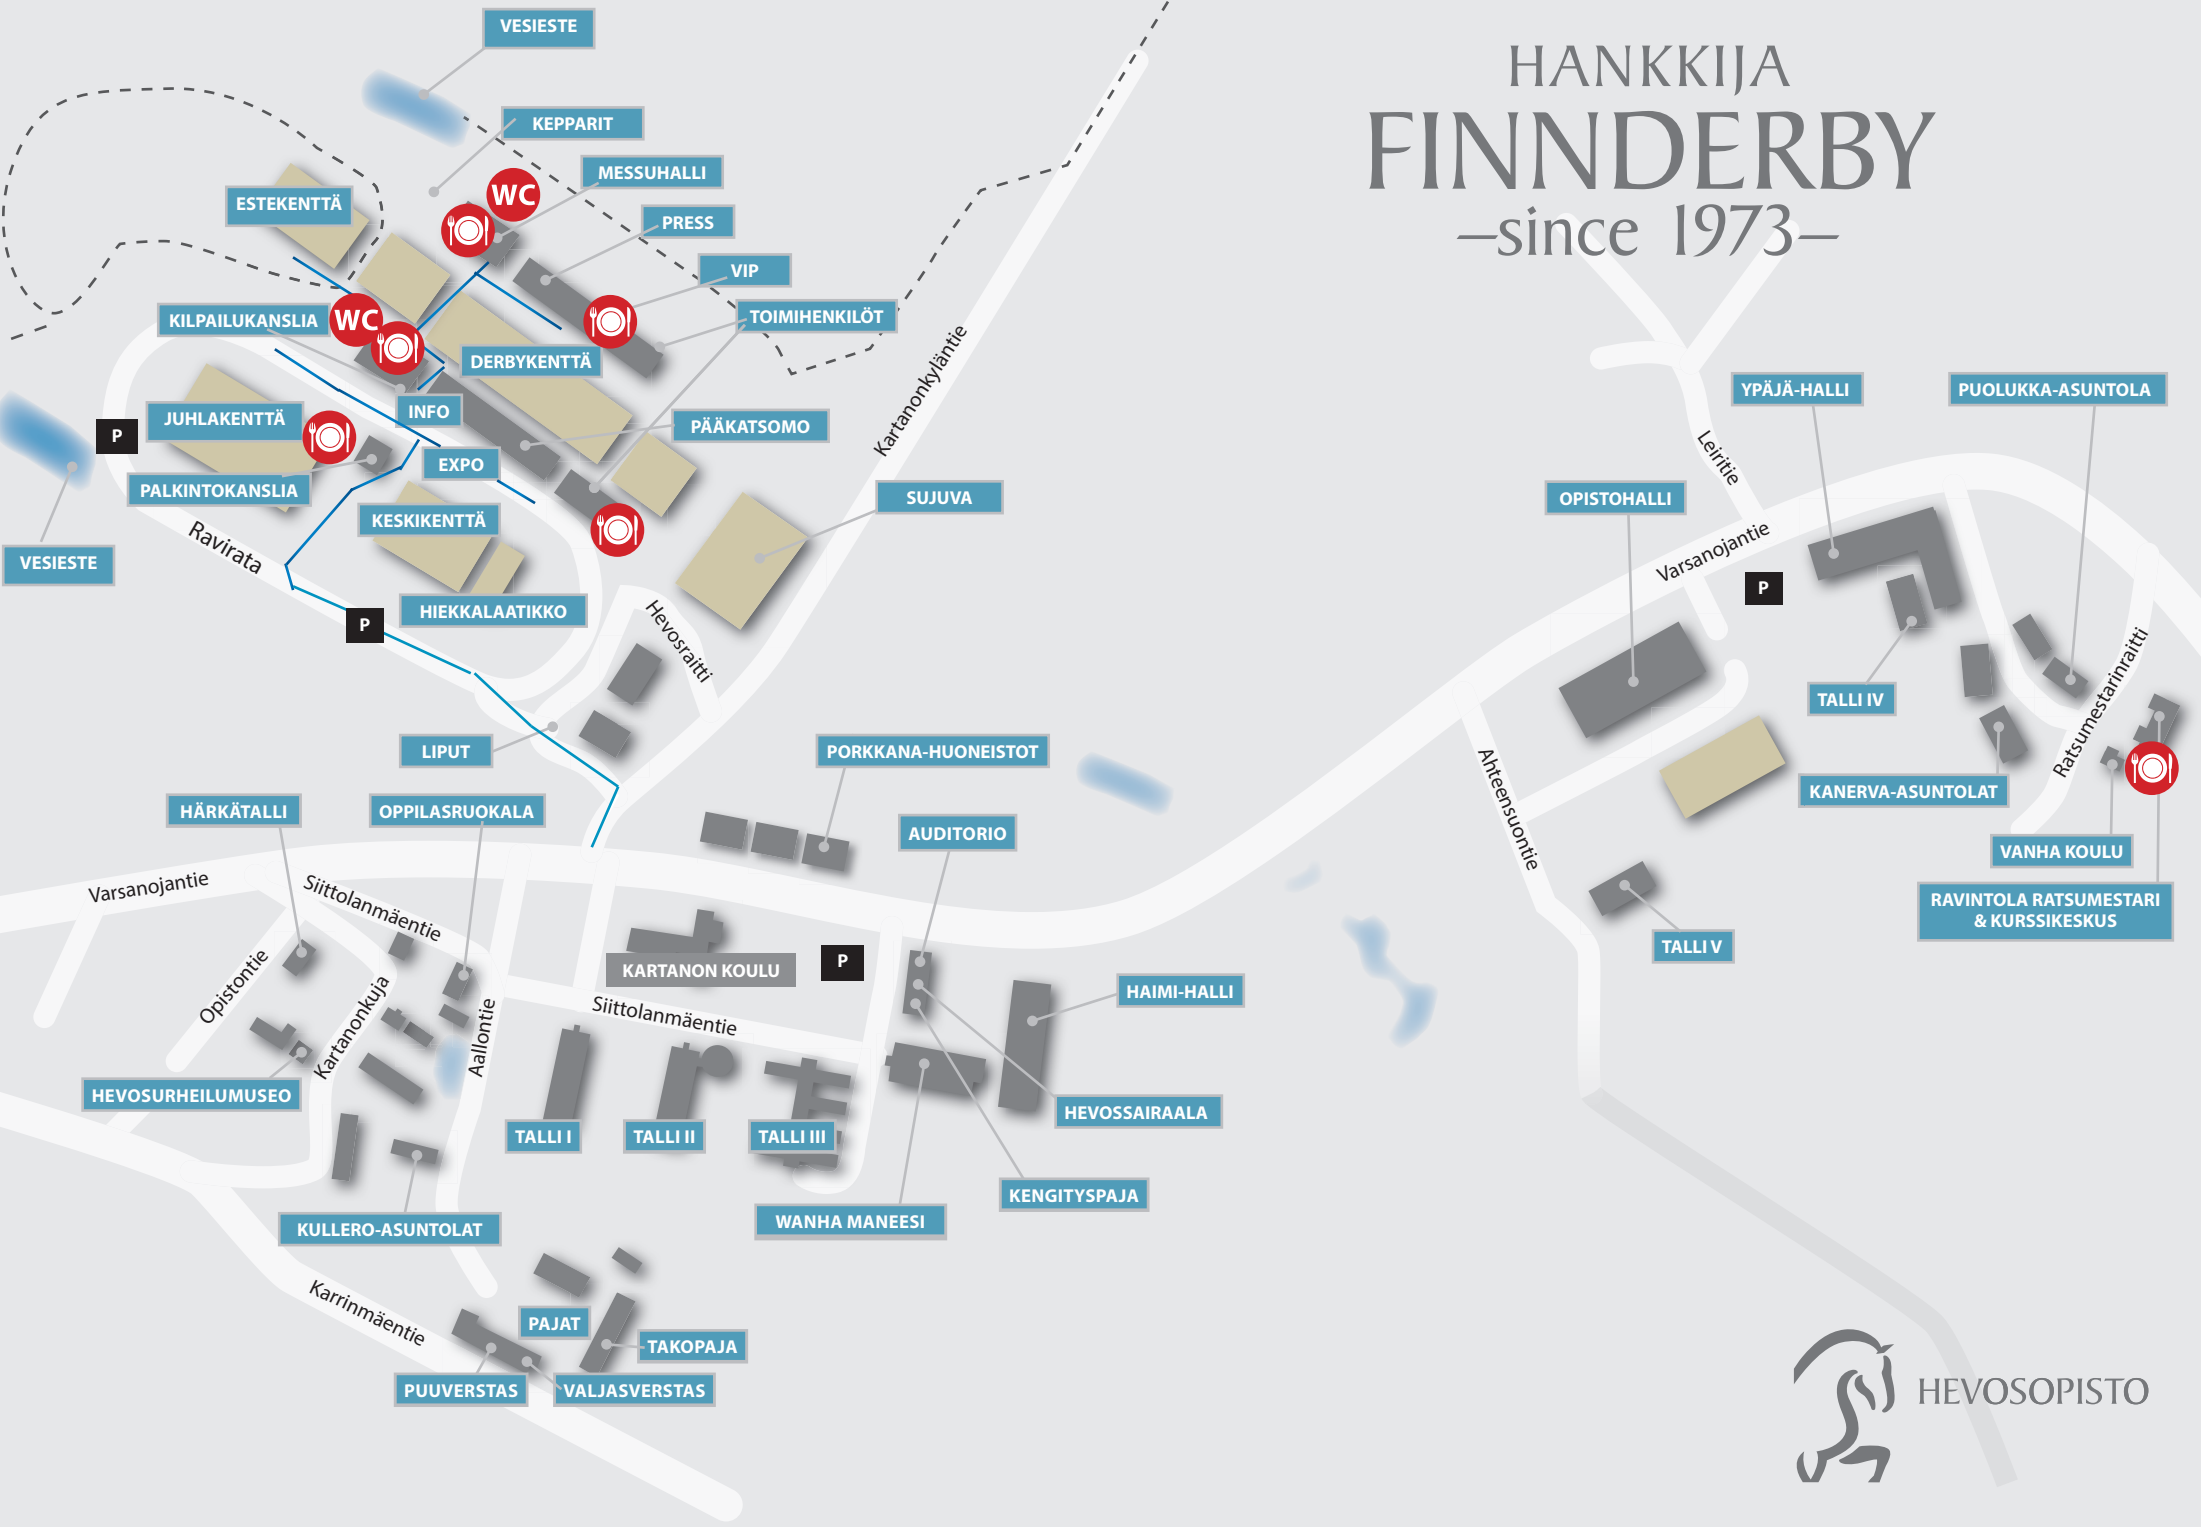 HANKKIJA
FINNDERBY
–since 1973–
VESIESTE
KEPPARIT
MESSUHALLI
WC
ESTEKENTTÄ
PRESS
VIP
TOIMIHENKILÖT
KILPAILUKANSLIA
WC
DERBYKENTTÄ
INFO
JUHLAKENTTÄ
PÄÄKATSOMO
P
EXPO
PALKINTOKANSLIA
KESKIKENTTÄ
SUJUVA
VESIESTE
Ravirata
HIEKKALAATIKKO
P
Hevosraitti
Kartanonkyläntie
LIPUT
PORKKANA-HUONEISTOT
HÄRKÄTALLI
OPPILASRUOKALA
AUDITORIO
Varsanojantie
Siittolanmäentie
KARTANON KOULU
P
Opistontie
Kartanonkuja
Aallontie
Siittolanmäentie
HAIMI-HALLI
HEVOSURHEILUMUSEO
TALLI I
TALLI II
TALLI III
HEVOSSAIRAALA
KENGITYSPAJA
WANHA MANEESI
KULLERO-ASUNTOLAT
Karrinmäentie
PAJAT
TAKOPAJA
PUUVERSTAS
VALJASVERSTAS
YPÄJÄ-HALLI
PUOLUKKA-ASUNTOLA
Leiritie
OPISTOHALLI
Varsanojantie
P
TALLI IV
Ratsumestarinraitti
KANERVA-ASUNTOLAT
Ahteensuontie
VANHA KOULU
RAVINTOLA RATSUMESTARI
& KURSSIKESKUS
TALLI V
HEVOSOPISTO